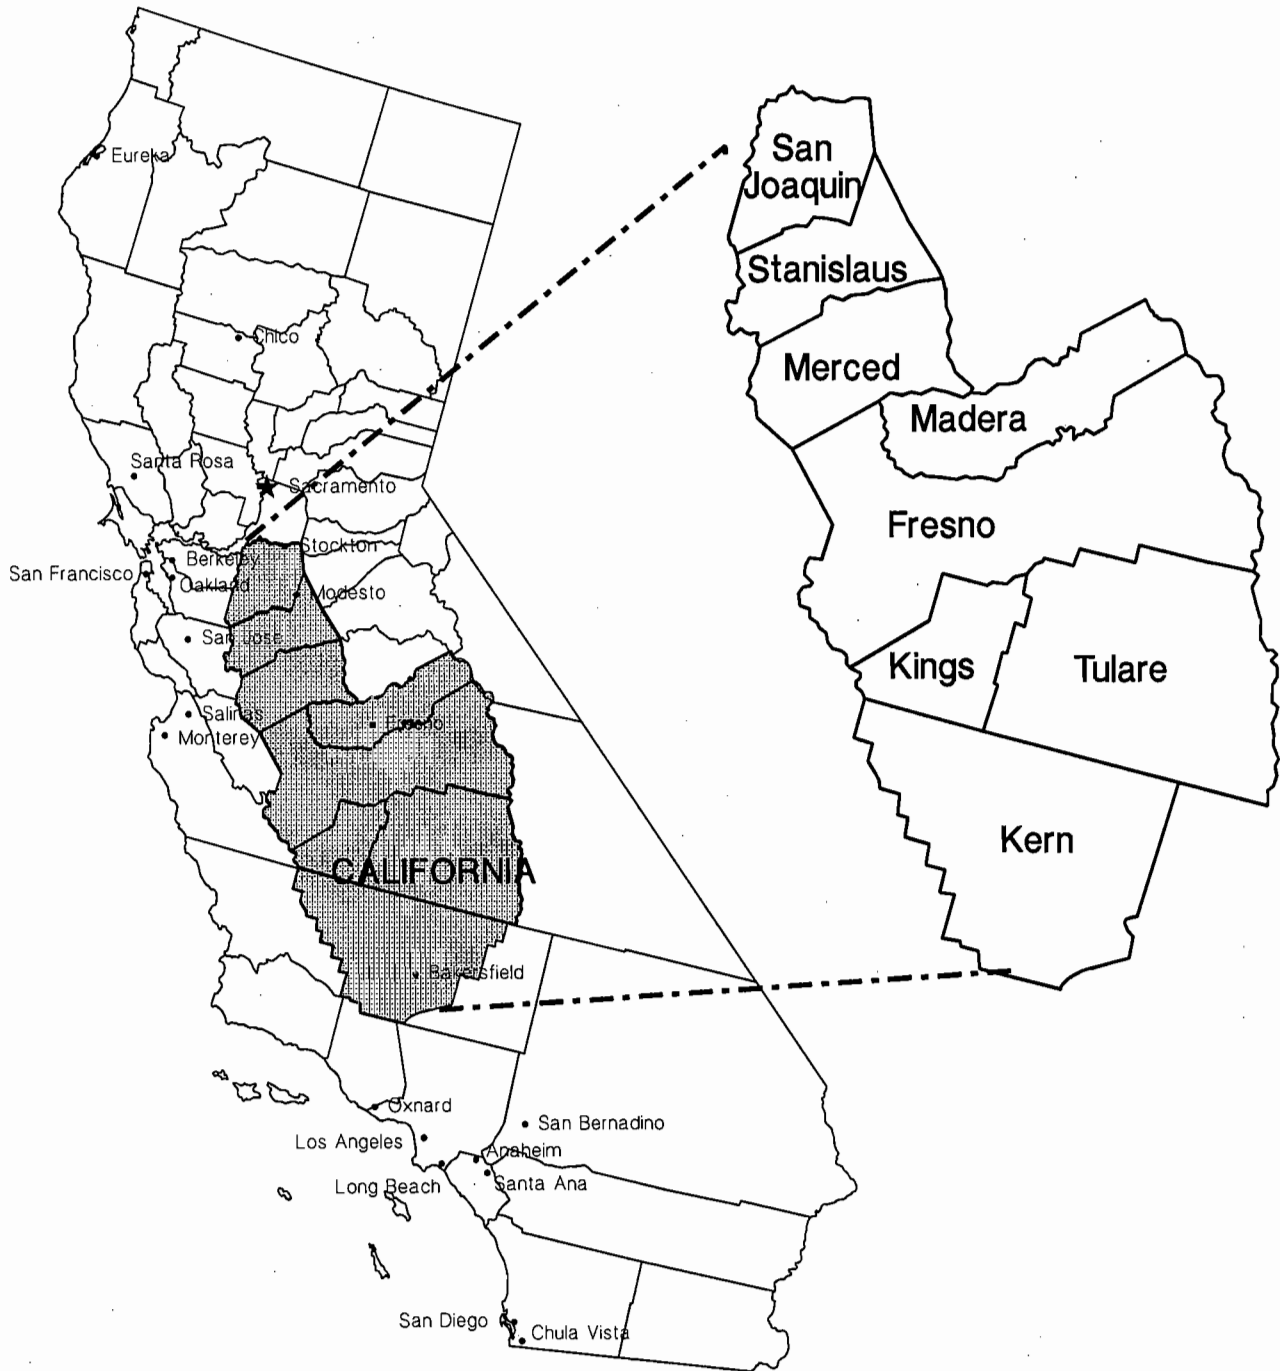 Eureka
Chico
Santa Rosa
Sacramento
Stockton
Berkeley
San Francisco
Oakland
Modesto
San Jose
Salinas
Monterey
Fresno
CALIFORNIA
Bakersfield
Oxnard
San Bernadino
Los Angeles
Anaheim
Long Beach
Santa Ana
San Diego
Chula Vista
San
Joaquin
Stanislaus
Merced
Madera
Fresno
Kings
Tulare
Kern